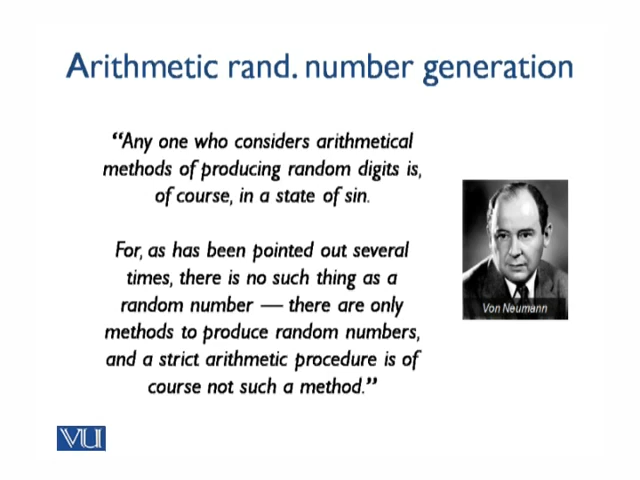 Arithmetic rand. number generation
“Any one who considers arithmetical
methods of producing random digits is,
of course, in a state of sin.
For, as has been pointed out several
times, there is no such thing as a
random number — there are only
methods to produce random numbers,
and a strict arithmetic procedure is of
course not such a method.”
Von Neumann
VU